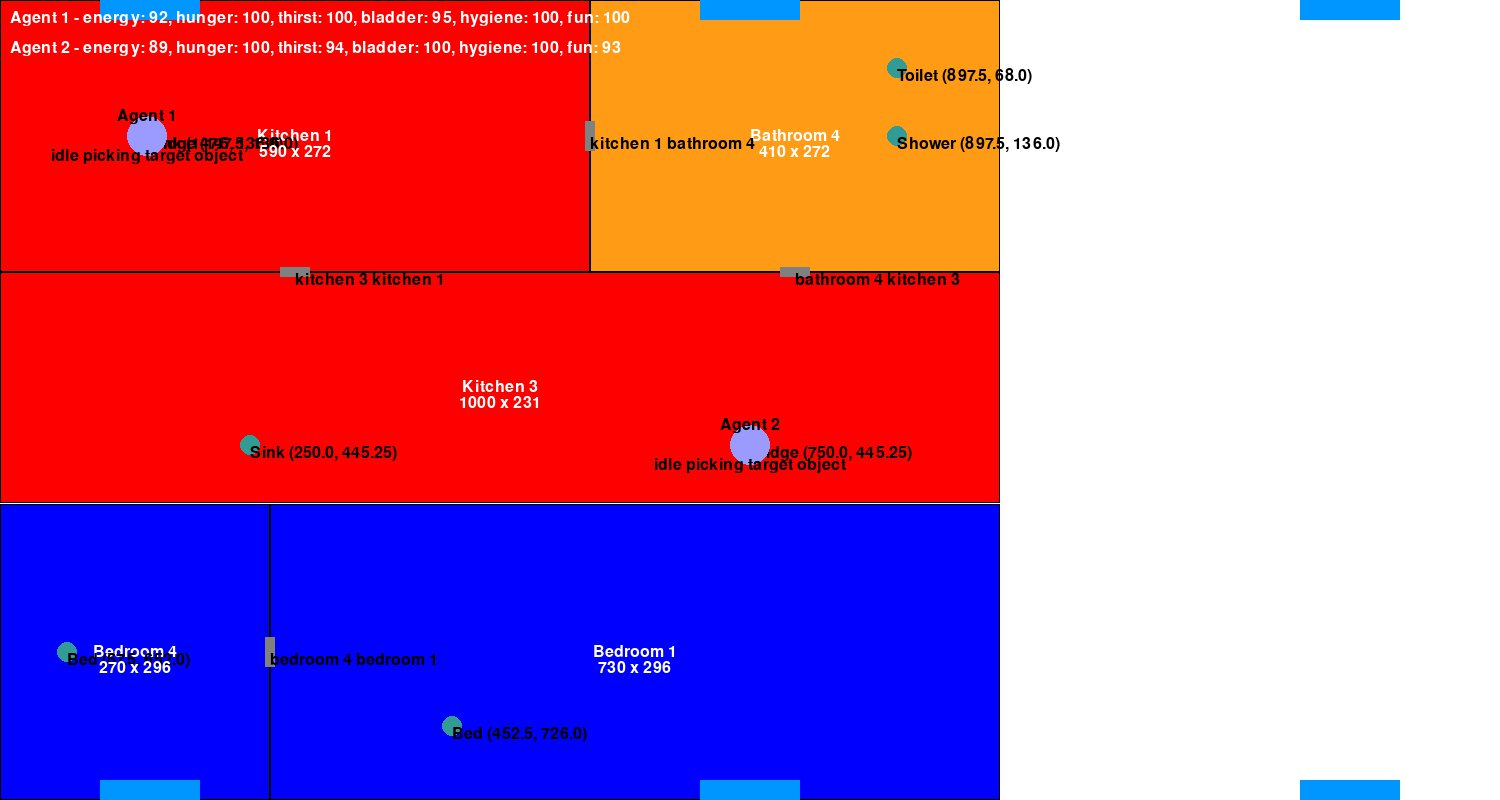 Agent 1 - energy: 92, hunger: 100, thirst: 100, bladder: 95, hygiene: 100, fun: 100
Agent 2 - energy: 89, hunger: 100, thirst: 94, bladder: 100, hygiene: 100, fun: 93
Toilet (897.5, 68.0)
Agent 1
Kitchen 1
590 x 272
idle picking target object
kitchen 1 bathroom 4
Bathroom 4
410 x 272
Shower (897.5, 136.0)
kitchen 3 kitchen 1
bathroom 4 kitchen 3
Kitchen 3
1000 x 231
Agent 2
Sink (250.0, 445.25)
(750.0, 445.25)
idle picking target object
Bedroom 4
270 x 296
Bed
bedroom 4 bedroom 1
Bedroom 1
730 x 296
Bed (452.5, 726.0)